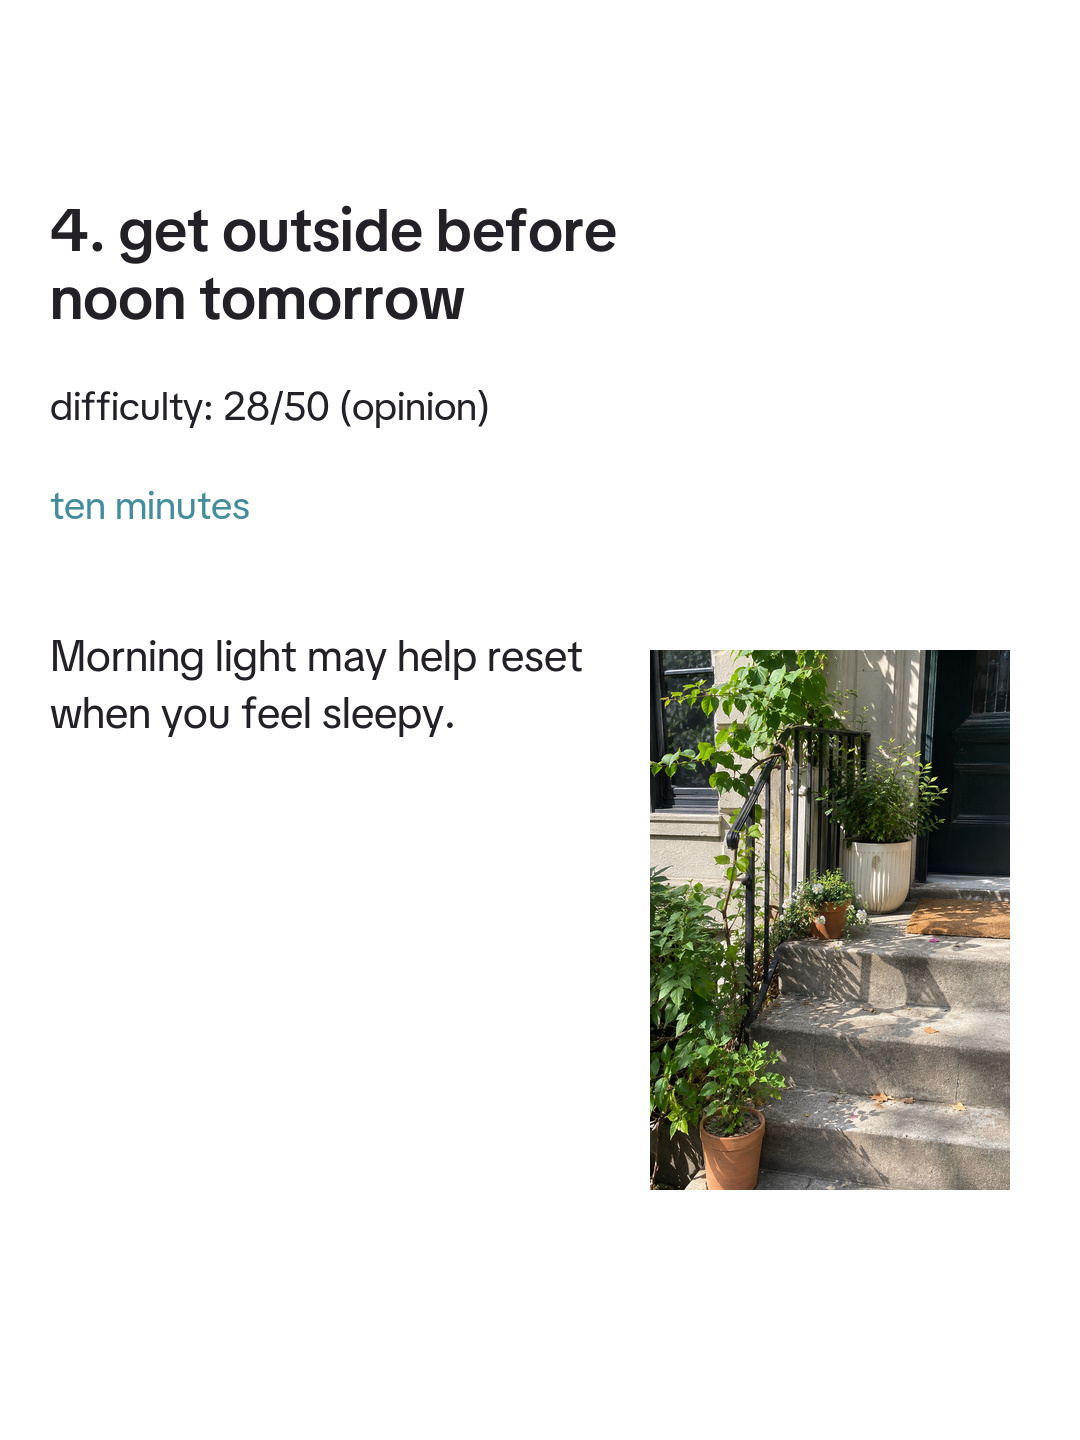 4. get outside before
noon tomorrow
difficulty: 28/50 (opinion)
ten minutes
Morning light may help reset
when you feel sleepy.